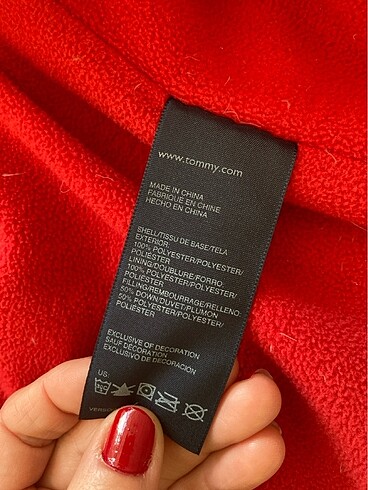 www.tommy.com
MADE IN CHINA
FABRIQUE EN CHINE
HECHO EN CHINA
SHELL/TISSU DE BASE/TELA
EXTERIOR:
100% POLYESTER/POLYESTER/
POLIÉSTER
LINING/DOUBLURE/FORRO:
100% POLYESTER/POLYESTER/
POLIÉSTER
FILLING/REMBOURRAGE/RELLENO:
50% DOWN/DUVET/PLUMÓN
50% POLYESTER/POLYESTER/
POLIÉSTER
EXCLUSIVE OF DECORATION
SAUF DÉCORATION
EXCLUSIVO DE DECORACIÓN
US: